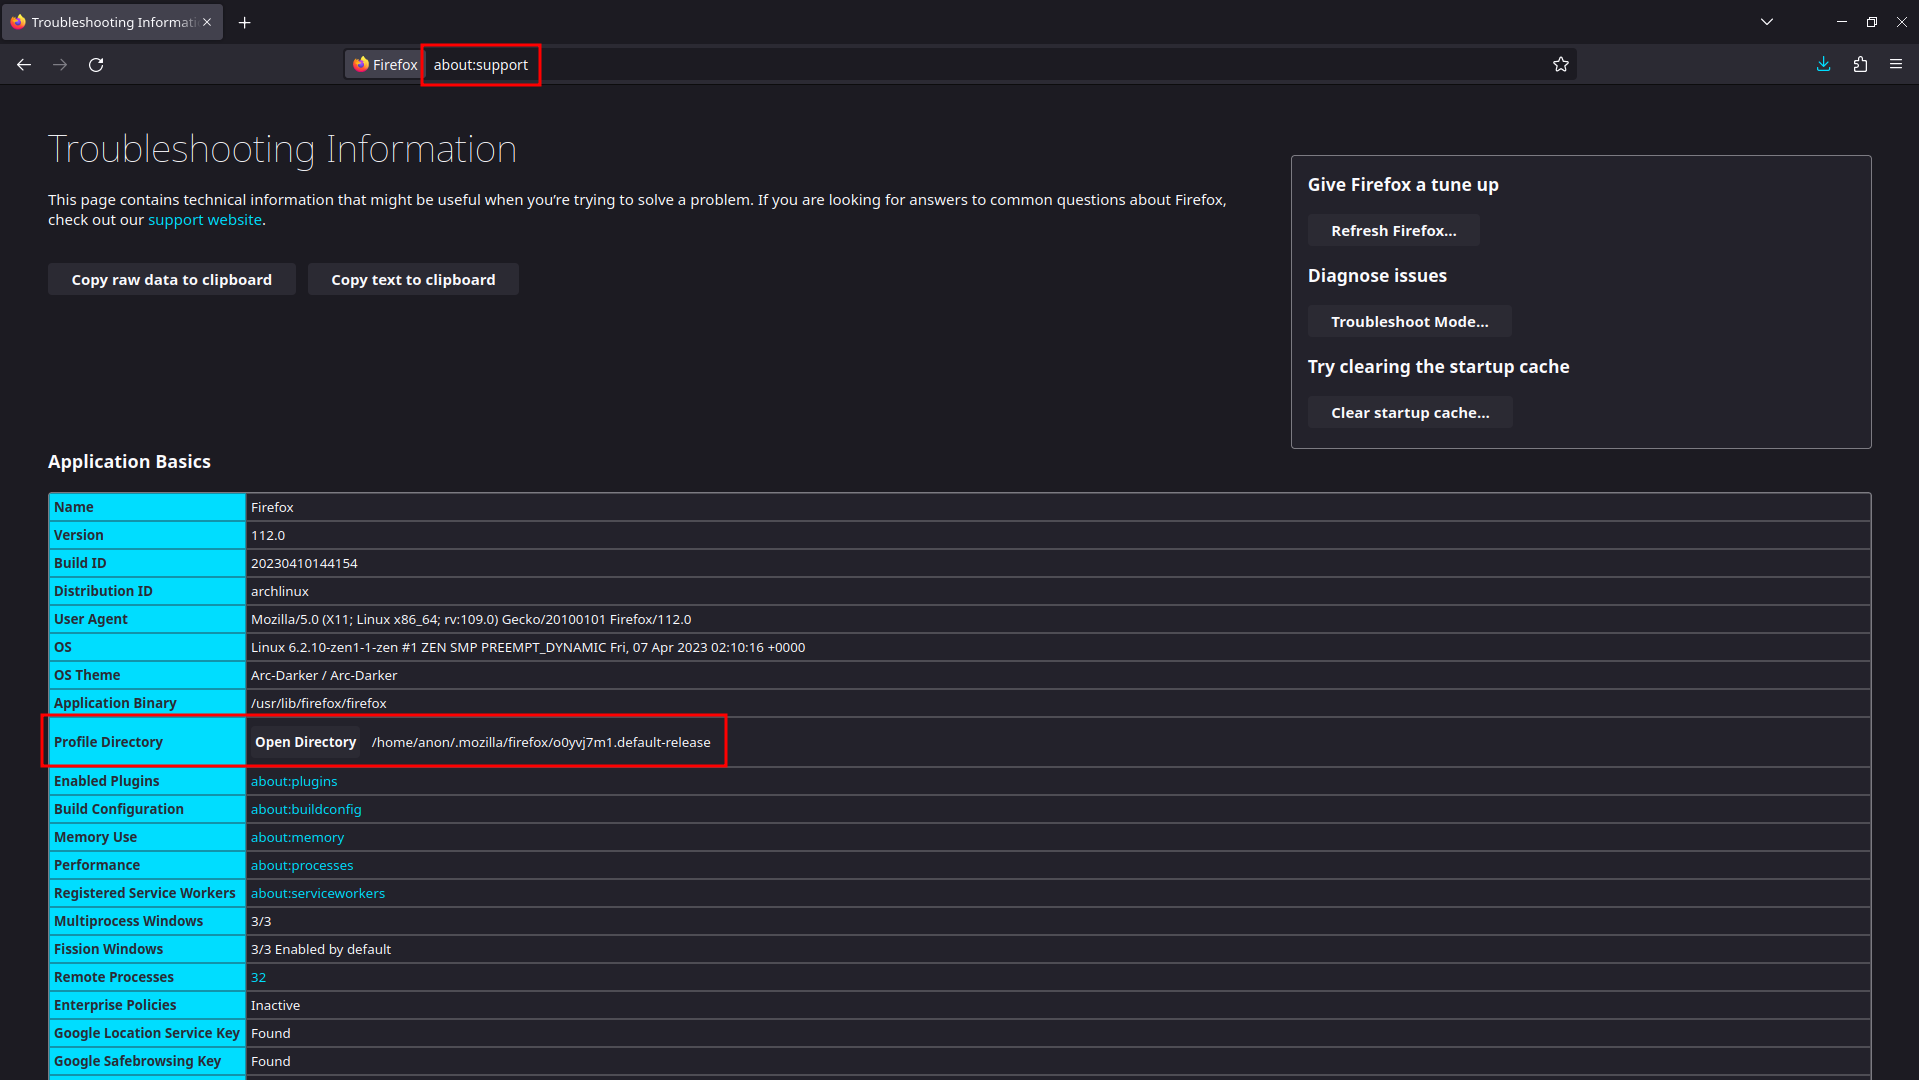 Troubleshooting Informati
Firefox
about:support
Troubleshooting Information
This page contains technical information that might be useful when you’re trying to solve a problem. If you are looking for answers to common questions about Firefox,
check out our support website.
Copy raw data to clipboard
Copy text to clipboard
Give Firefox a tune up
Refresh Firefox...
Diagnose issues
Troubleshoot Mode...
Try clearing the startup cache
Clear startup cache...
Application Basics
Name Firefox
Version 112.0
Build ID 20230410144154
Distribution ID archlinux
User Agent Mozilla/5.0 (X11; Linux x86_64; rv:109.0) Gecko/20100101 Firefox/112.0
OS Linux 6.2.10-zen1-1-zen #1 ZEN SMP PREEMPT_DYNAMIC Fri, 07 Apr 2023 02:10:16 +0000
OS Theme Arc-Darker / Arc-Darker
Application Binary /usr/lib/firefox/firefox
Profile Directory Open Directory /home/anon/.mozilla/firefox/o0yvj7m1.default-release
Enabled Plugins about:plugins
Build Configuration about:buildconfig
Memory Use about:memory
Performance about:processes
Registered Service Workers about:serviceworkers
Multiprocess Windows 3/3
Fission Windows 3/3 Enabled by default
Remote Processes 32
Enterprise Policies Inactive
Google Location Service Key Found
Google Safebrowsing Key Found